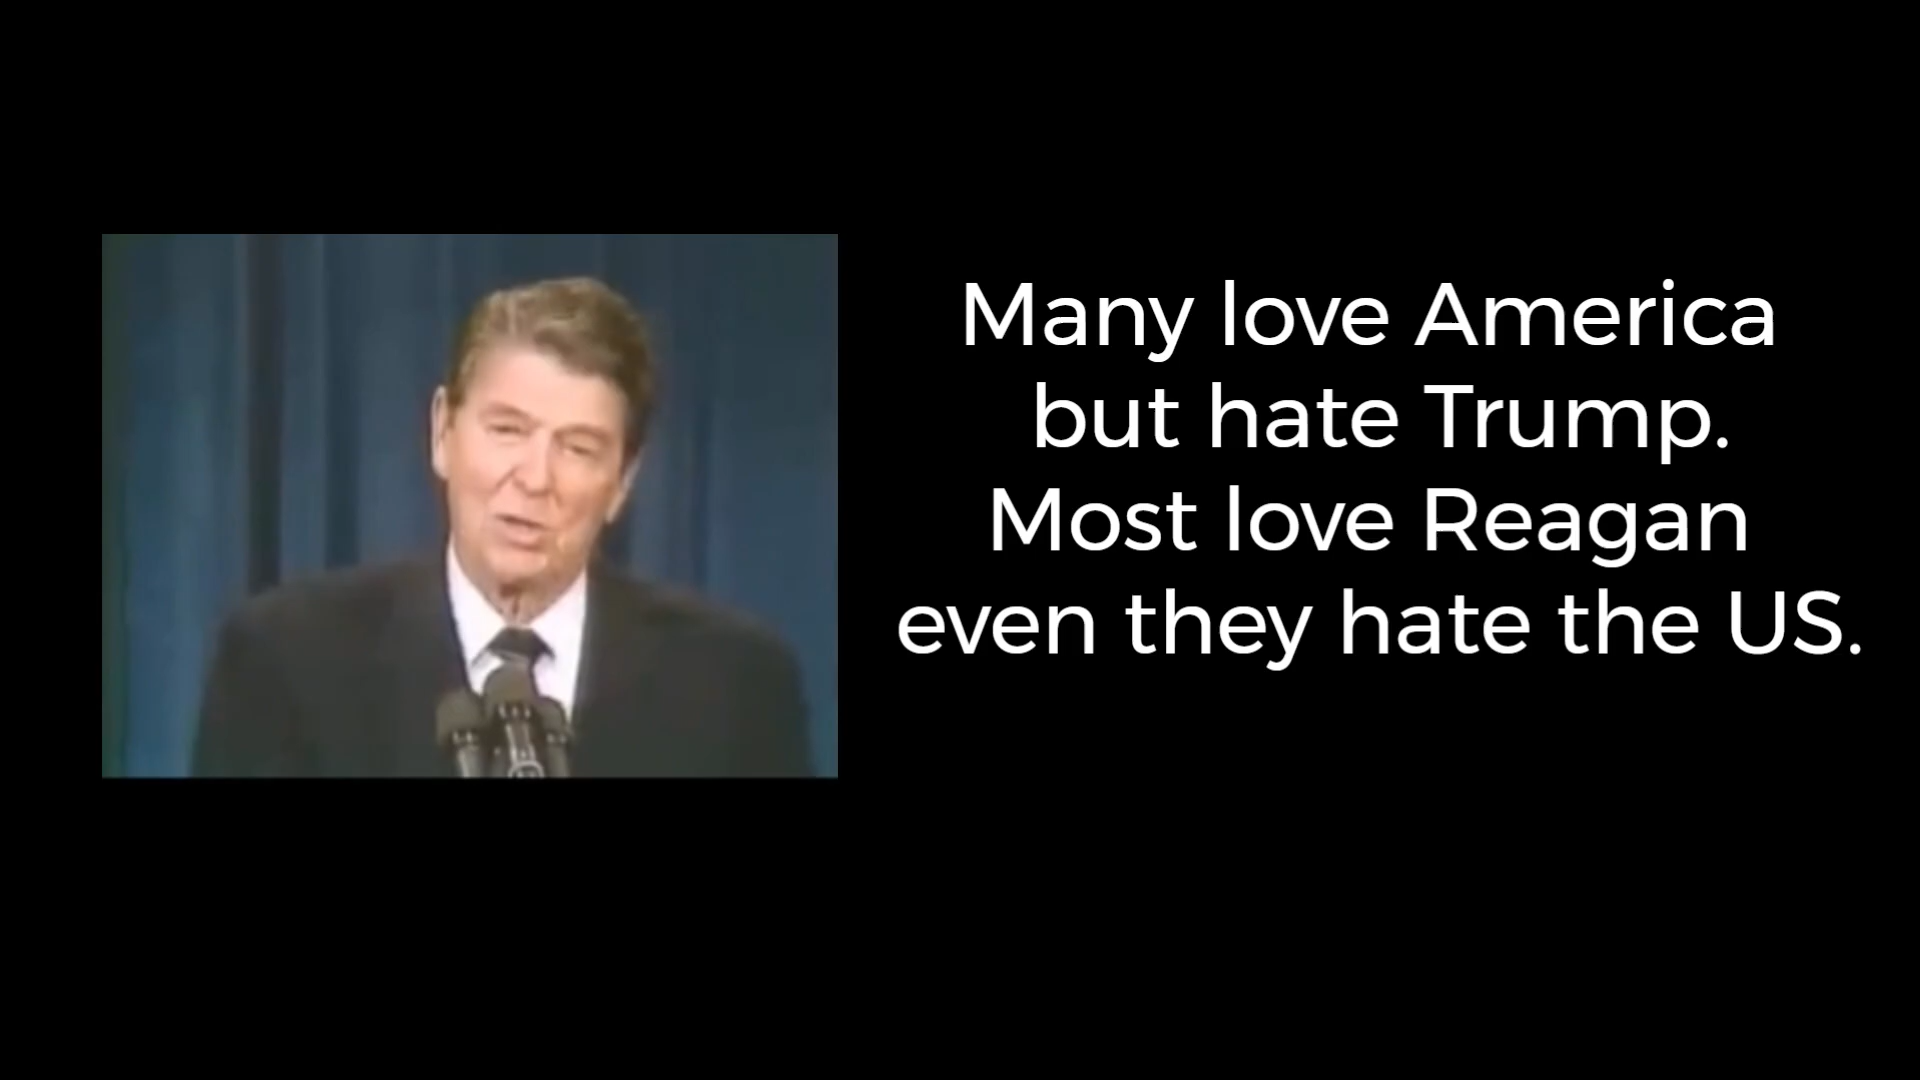 Many love America
but hate Trump.
Most love Reagan
even they hate the US.